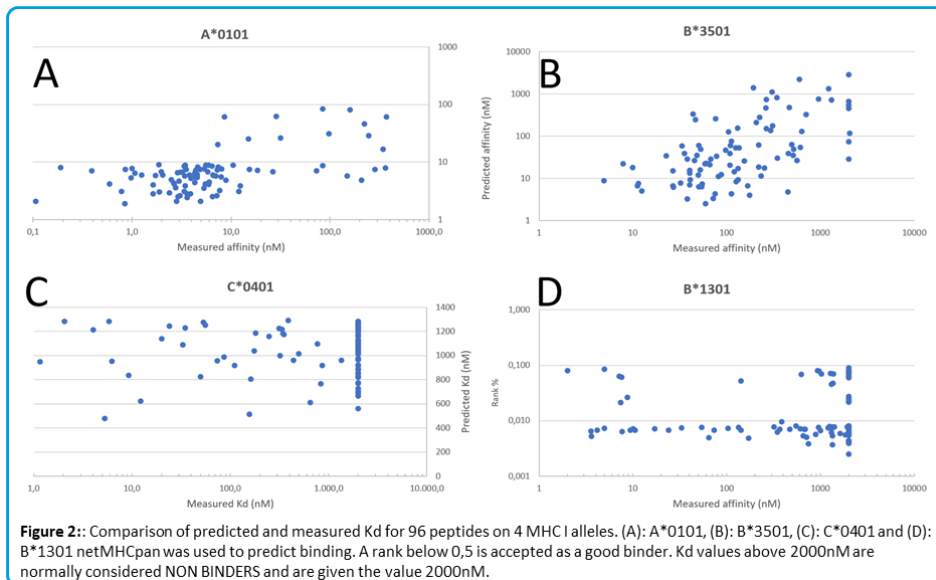 A*0101
A
1000
100
10
1
0,1
1,0
10,0
100,0
1000,0
Measured affinity (nM)
B*3501
B
Predicted affinity (nM)
10000
1000
100
10
1
1
10
100
1000
10000
Measured affinity (nM)
C*0401
C
1400
1200
1000
800
600
400
200
0
Predicted Kd (nM)
1,0
10,0
100,0
1.000,0
10.000,0
Measured Kd (nM)
B*1301
D
Rank %
1,000
0,100
0,010
0,001
1
10
100
1000
10000
Measured affinity (nM)
Figure 2:: Comparison of predicted and measured Kd for 96 peptides on 4 MHC I alleles. (A): A*0101, (B): B*3501, (C): C*0401 and (D):
B*1301 netMHCpan was used to predict binding. A rank below 0,5 is accepted as a good binder. Kd values above 2000nM are
normally considered NON BINDERS and are given the value 2000nM.